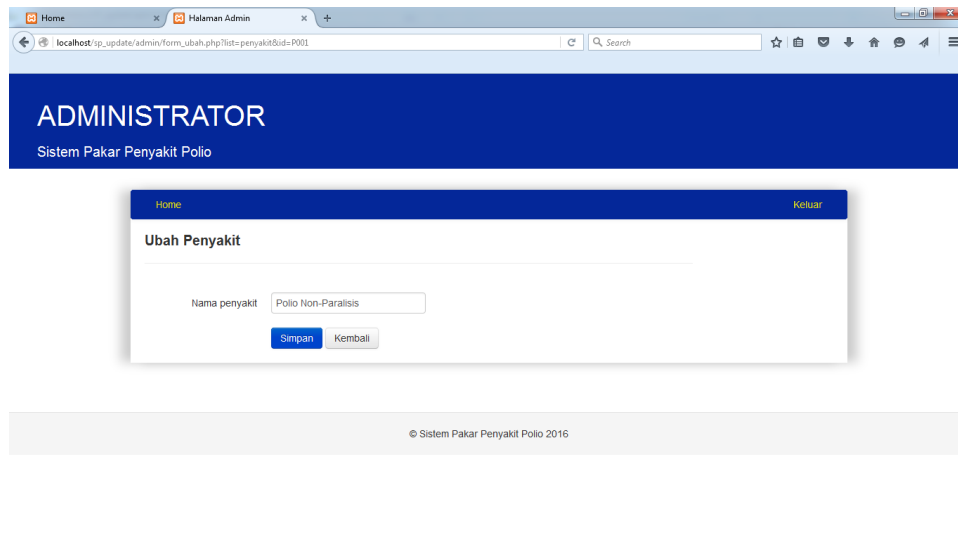 Home
Halaman Admin
localhost/sp_update/admin/form_ubah.php?list=penyakit&id=P001
Search
ADMINISTRATOR
Sistem Pakar Penyakit Polio
Home Keluar
Ubah Penyakit
Nama penyakit Polio Non-Paralisis
Simpan Kembali
© Sistem Pakar Penyakit Polio 2016